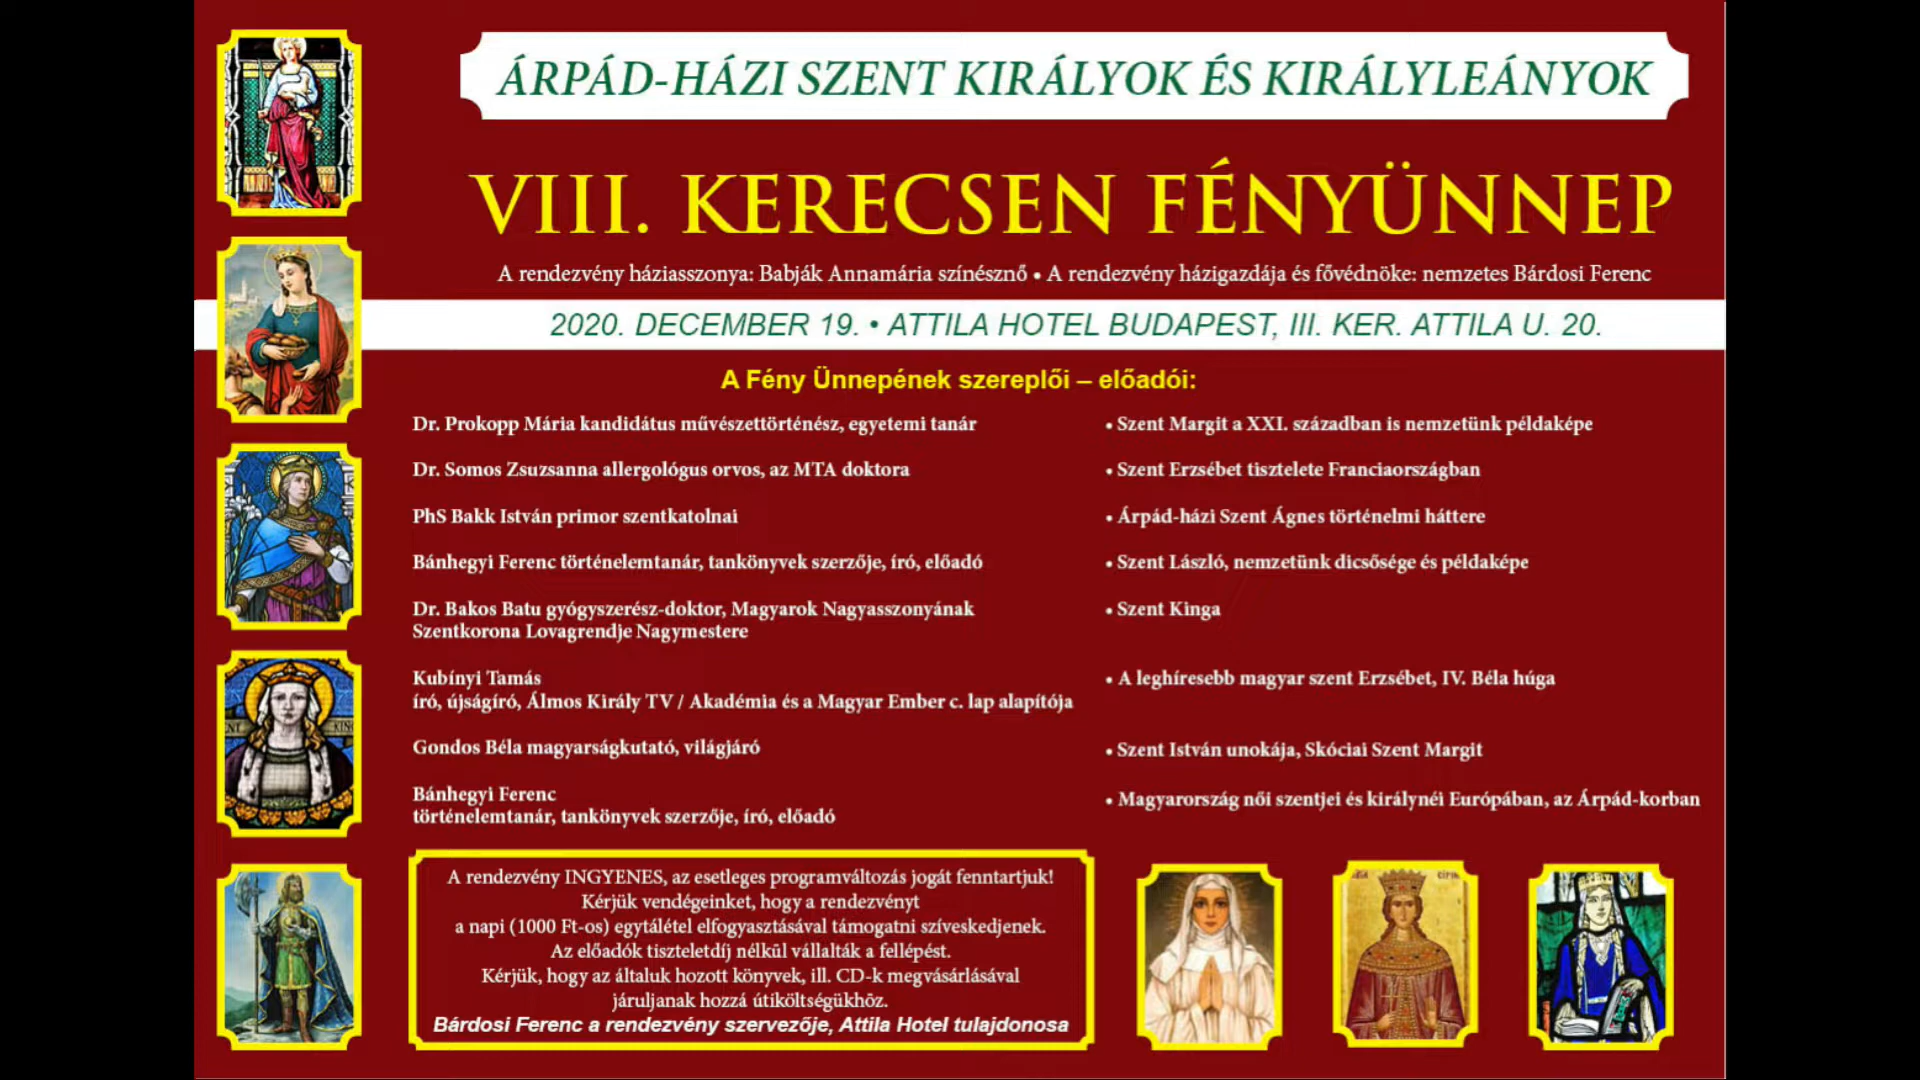 ÁRPÁD-HÁZI SZENT KIRÁLYOK ÉS KIRÁLYLEÁNYOK
VIII. KERECSEN FÉNYÜNNEP
A rendezvény háziasszonya: Babják Annamária színésznő • A rendezvény házigazdája és fővédnöke: nemzetes Bárdosi Ferenc
2020. DECEMBER 19. • ATTILA HOTEL BUDAPEST, III. KER. ATTILA U. 20.
A Fény Ünnepének szereplői – előadói:
Dr. Prokopp Mária kandidátus művészettörténész, egyetemi tanár
• Szent Margit a XXI. században is nemzetünk példaképe
Dr. Somos Zsuzsanna allergológus orvos, az MTA doktora
• Szent Erzsébet tisztelete Franciaországban
PhS Bakk István primor szentkatolnai
• Árpád-házi Szent Ágnes történelmi háttere
Bánhegyi Ferenc történelemtanár, tankönyvek szerzője, író, előadó
• Szent László, nemzetünk dicsősége és példaképe
Dr. Bakos Batu gyógyszerész-doktor, Magyarok Nagyasszonyának
Szentkorona Lovagrendje Nagymestere
• Szent Kinga
Kubínyi Tamás
író, újságíró, Álmos Király TV / Akadémia és a Magyar Ember c. lap alapítója
• A leghíresebb magyar szent Erzsébet, IV. Béla húga
Gondos Béla magyarságkutató, világjáró
• Szent István unokája, Skóciai Szent Margit
Bánhegyi Ferenc
történelemtanár, tankönyvek szerzője, író, előadó
• Magyarország női szentjei és királynéi Európában, az Árpád-korban
A rendezvény INGYENES, az esetleges programváltozás jogát fenntartjuk!
Kérjük vendégeinket, hogy a rendezvényt
a napi (1000 Ft-os) egytálétel elfogyasztásával támogatni szíveskedjenek.
Az előadók tiszteletdíj nélkül vállalták a fellépést.
Kérjük, hogy az általuk hozott könyvek, ill. CD-k megvásárlásával
járuljanak hozzá útiköltségükhöz.
Bárdosi Ferenc a rendezvény szervezője, Attila Hotel tulajdonosa